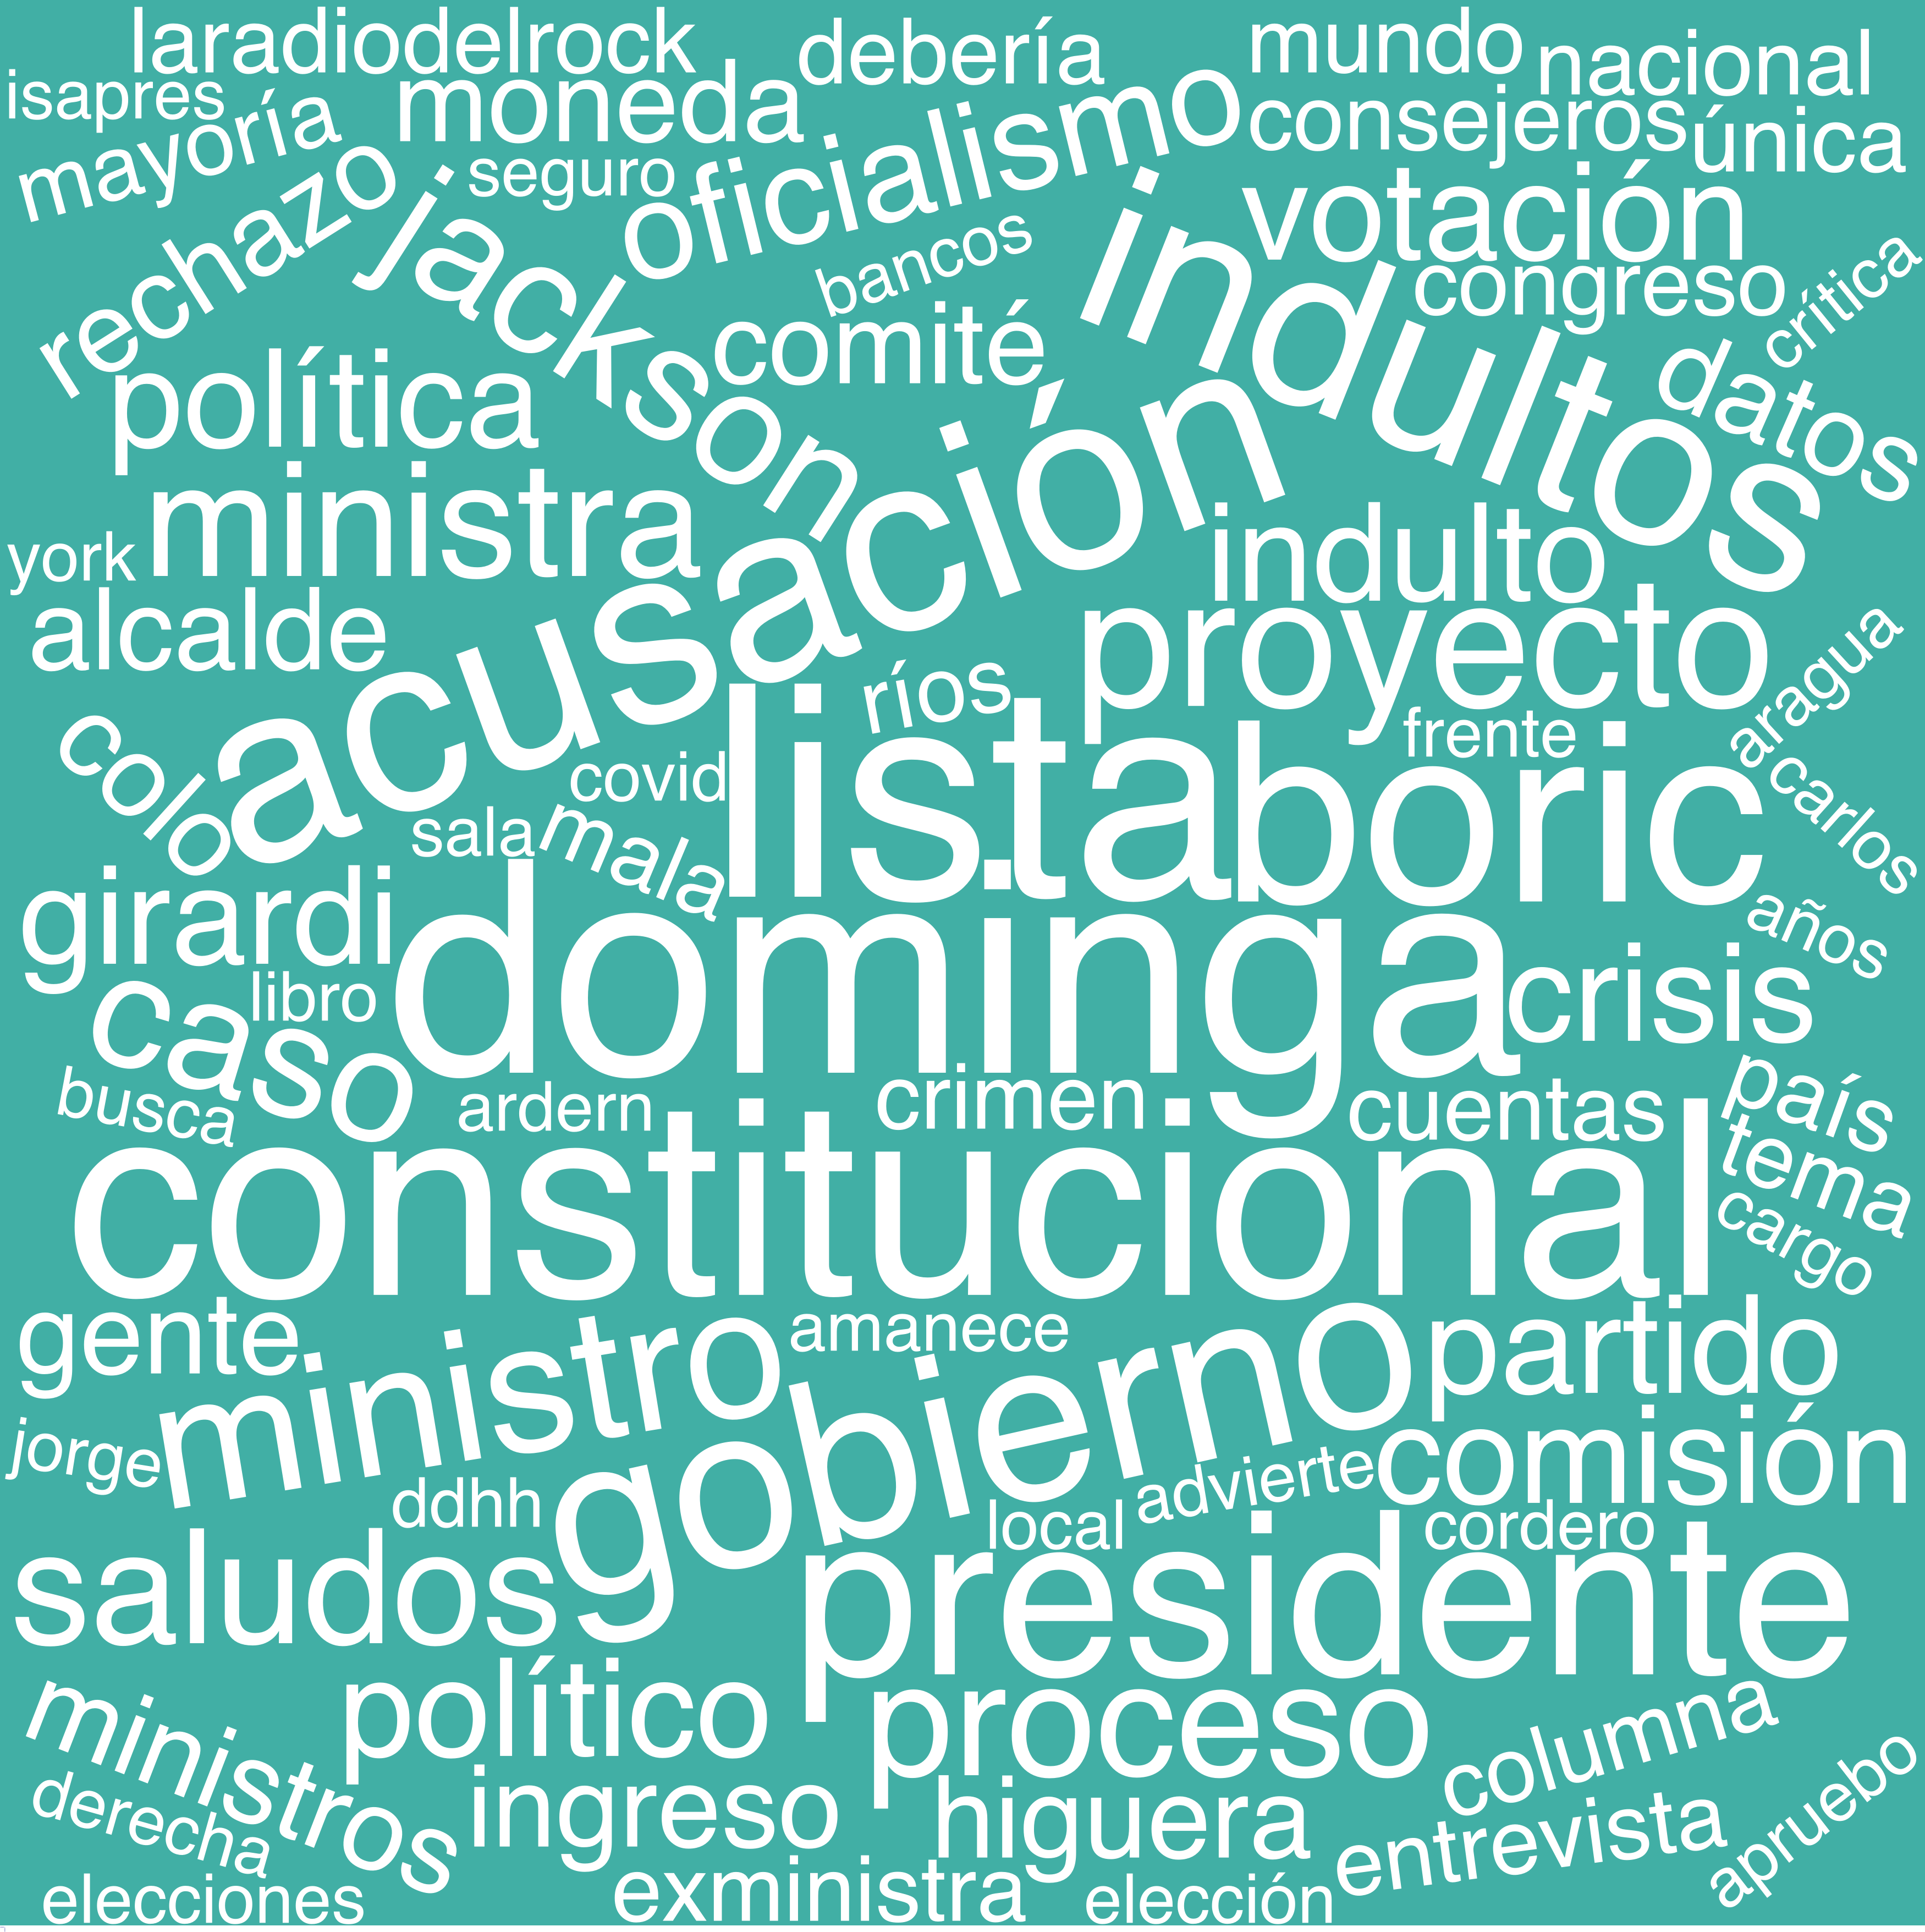 laradiodelrock
debería
mundo
nacional
isapres
mayoría
moneda
oficialismo
consejeros
única
rechazo
seguro
votación
y/jackson
bancos
indultos
congreso
crítica
comité
política
datos
acusación
ministra
indulto
york
alcalde
proyecto
ríos
aragua
frente
colo
covid
lista
boric
carlos
sala
mala
girardi
años
dominga
crisis
libro
caso
busca
ardern
crimen
cuentas
país
tema
constitucional
cargo
gente
ministro
amanece
gobierno
partido
jorge
comisión
advierte
ddhh
local
cordero
saludos
presidente
ministros
político
proceso
columna
derecha
ingreso
higuera
entrevista
apruebo
elecciones
exministra
elección